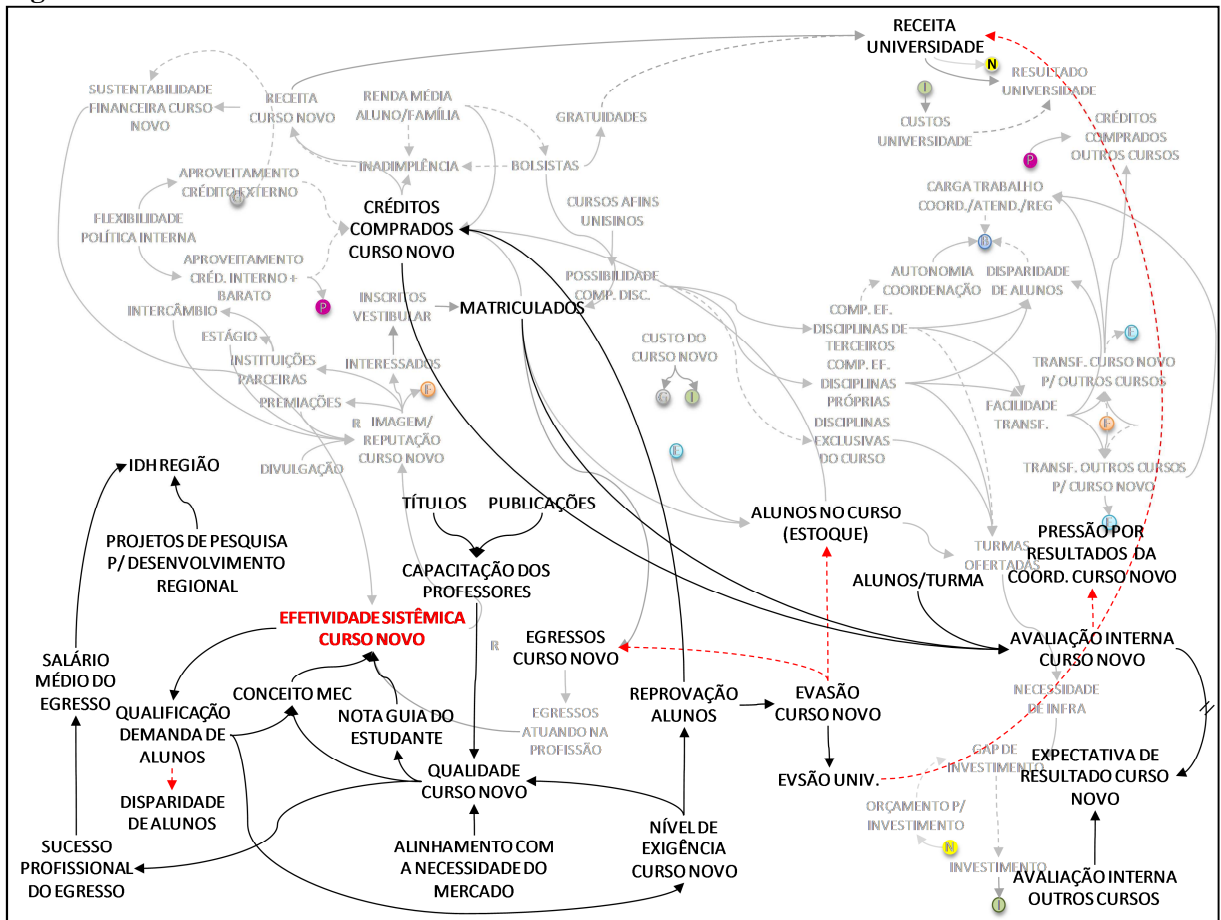 RECEITA
UNIVERSIDADE
N
RESULTADO
UNIVERSIDADE
I
CUSTOS
UNIVERSIDADE
CRÉDITOS
COMPRADOS
OUTROS CURSOS
P
SUSTENTABILIDADE
FINANCEIRA CURSO
NOVO
RECEITA
CURSO NOVO
RENDA MÉDIA
ALUNO/FAMÍLIA
GRATUIDADES
INADIMPLÊNCIA
BOLSISTAS
APROVEITAMENTO
CRÉDITO EXTERNO
G
FLEXIBILIDADE
POLÍTICA INTERNA
CRÉDITOS
COMPRADOS
CURSO NOVO
CURSOS AFINS
UNISINOS
CARGA TRABALHO
COORD./ATEND./REG
APROVEITAMENTO
CRÉD. INTERNO +
BARATO
P
POSSIBILIDADE
COMP. DISC.
AUTONOMIA
COORDENAÇÃO
DISPARIDADE
DE ALUNOS
INTERCÂMBIO
INSCRITOS
VESTIBULAR
MATRICULADOS
ESTÁGIO
INSTITUIÇÕES
PARCEIRAS
INTERESSADOS
CUSTO DO
CURSO NOVO
G
I
COMP. EF.
DISCIPLINAS DE
TERCEIROS
COMP. EF.
DISCIPLINAS
PRÓPRIAS
DISCIPLINAS
EXCLUSIVAS
DO CURSO
E
TRANSF. CURSO NOVO
P/ OUTROS CURSOS
FACILIDADE
TRANSF.
PREMIAÇÕES
R
IMAGEM/
REPUTAÇÃO
CURSO NOVO
DIVULGAÇÃO
E
TRANSF. OUTROS CURSOS
P/ CURSO NOVO
IDH REGIÃO
TÍTULOS
PUBLICAÇÕES
ALUNOS NO CURSO
(ESTOQUE)
PRESSÃO POR
RESULTADOS DA
COORD. CURSO NOVO
PROJETOS DE PESQUISA
P/ DESENVOLVIMENTO
REGIONAL
CAPACITAÇÃO DOS
PROFESSORES
TURMAS
OFERTADAS
ALUNOS/TURMA
EFETIVIDADE SISTÊMICA
CURSO NOVO
R
EGRESSOS
CURSO NOVO
AVALIAÇÃO INTERNA
CURSO NOVO
SALÁRIO
MÉDIO DO
EGRESSO
CONCEITO MEC
QUALIFICAÇÃO
DEMANDA DE
ALUNOS
NOTA GUIA DO
ESTUDANTE
EGRESSOS
ATUANDO NA
PROFISSÃO
REPROVAÇÃO
ALUNOS
EVASÃO
CURSO NOVO
NECESSIDADE
DE INFRA
GAP DE
INVESTIMENTO
EXPECTATIVA DE
RESULTADO CURSO
NOVO
QUALIDADE
CURSO NOVO
EVSÃO UNIV.
DISPARIDADE
DE ALUNOS
ORÇAMENTO P/
INVESTIMENTO
N
SUCESSO
PROFISSIONAL
DO EGRESSO
ALINHAMENTO COM
A NECESSIDADE DO
MERCADO
NÍVEL DE
EXIGÊNCIA
CURSO NOVO
INVESTIMENTO
I
AVALIAÇÃO INTERNA
OUTROS CURSOS